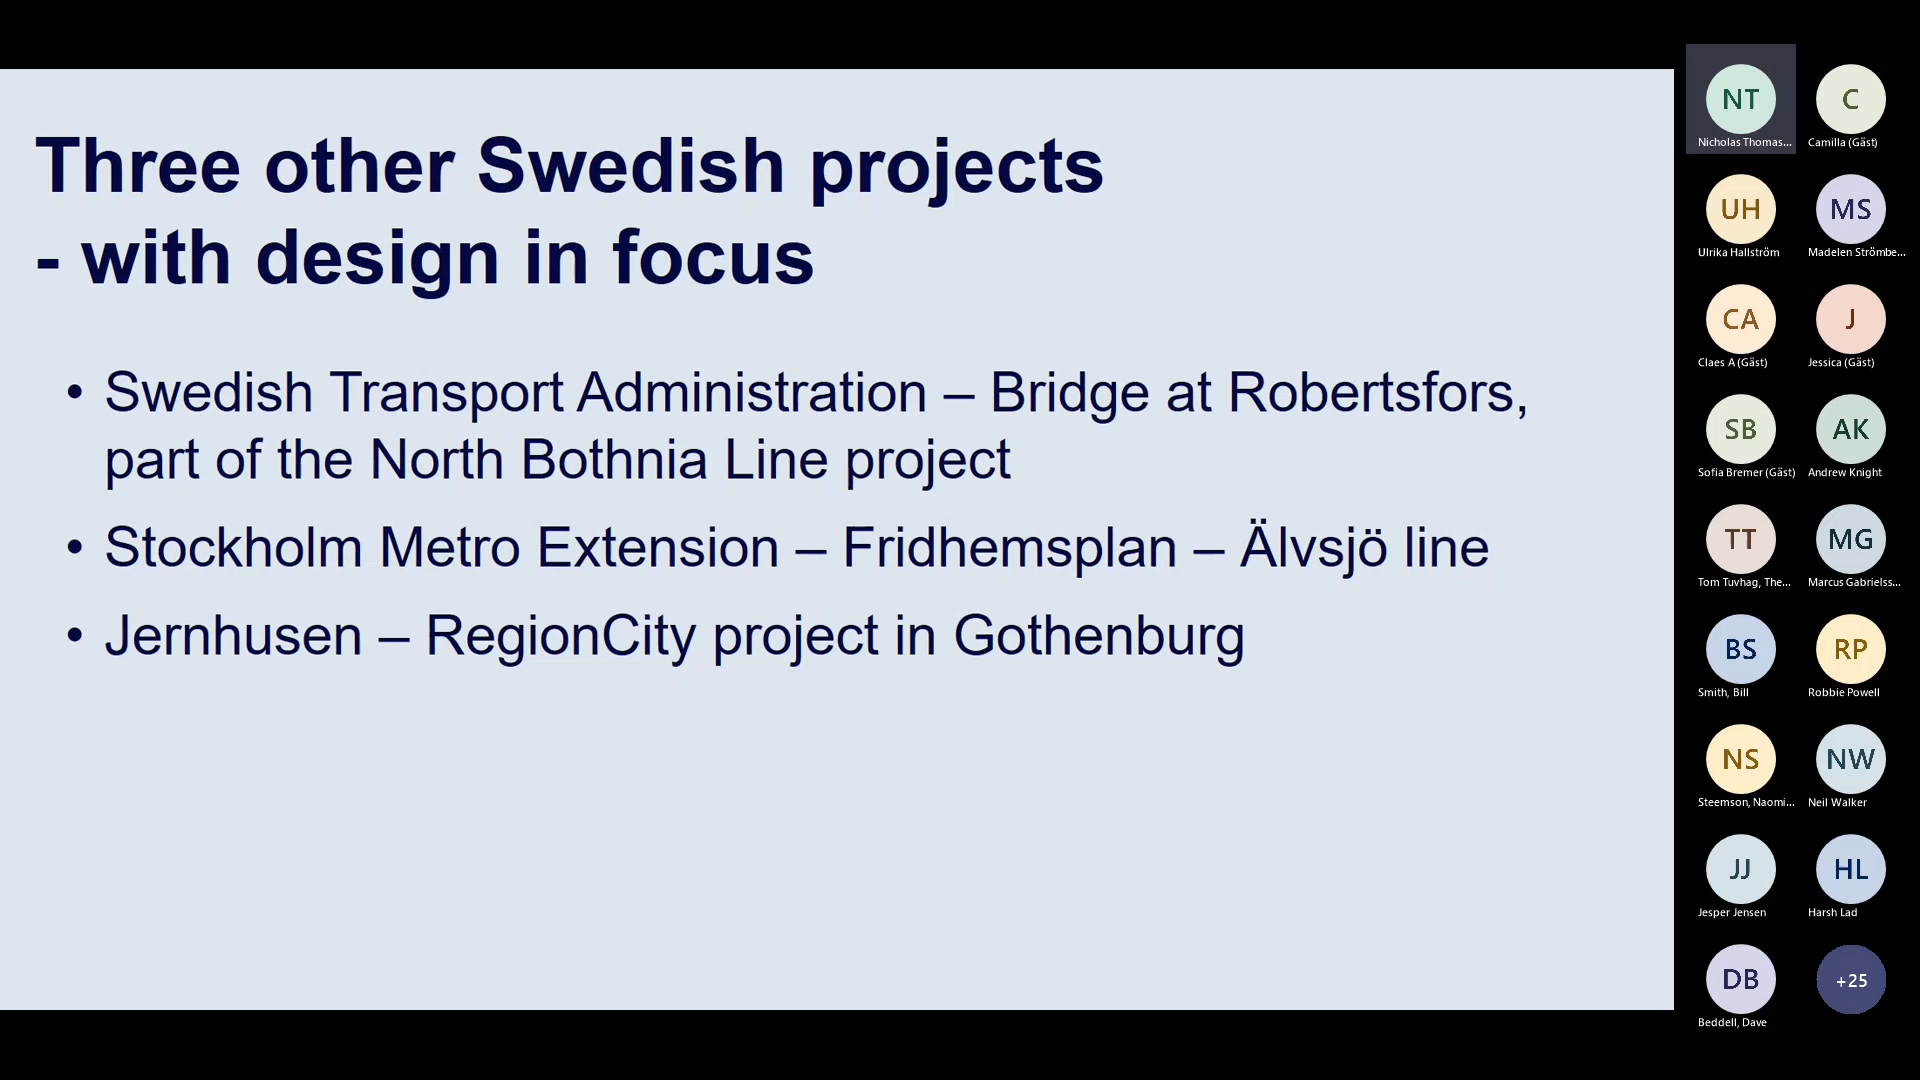 Three other Swedish projects
- with design in focus
• Swedish Transport Administration – Bridge at Robertsfors,
part of the North Bothnia Line project
• Stockholm Metro Extension – Fridhemsplan – Älvsjö line
• Jernhusen – RegionCity project in Gothenburg
NT
Nicholas Thomas...
C
Camilla (Gäst)
UH
Ulrika Hallström
MS
Madelen Strömbe...
CA
Claes A (Gäst)
J
Jessica (Gäst)
SB
Sofia Bremer (Gäst)
AK
Andrew Knight
TT
Tom Tuvhag, The...
MG
Marcus Gabrielss...
BS
Smith, Bill
RP
Robbie Powell
NS
Steemson, Naomi...
NW
Neil Walker
JJ
Jesper Jensen
HL
Harsh Lad
DB
Beddell, Dave
+25